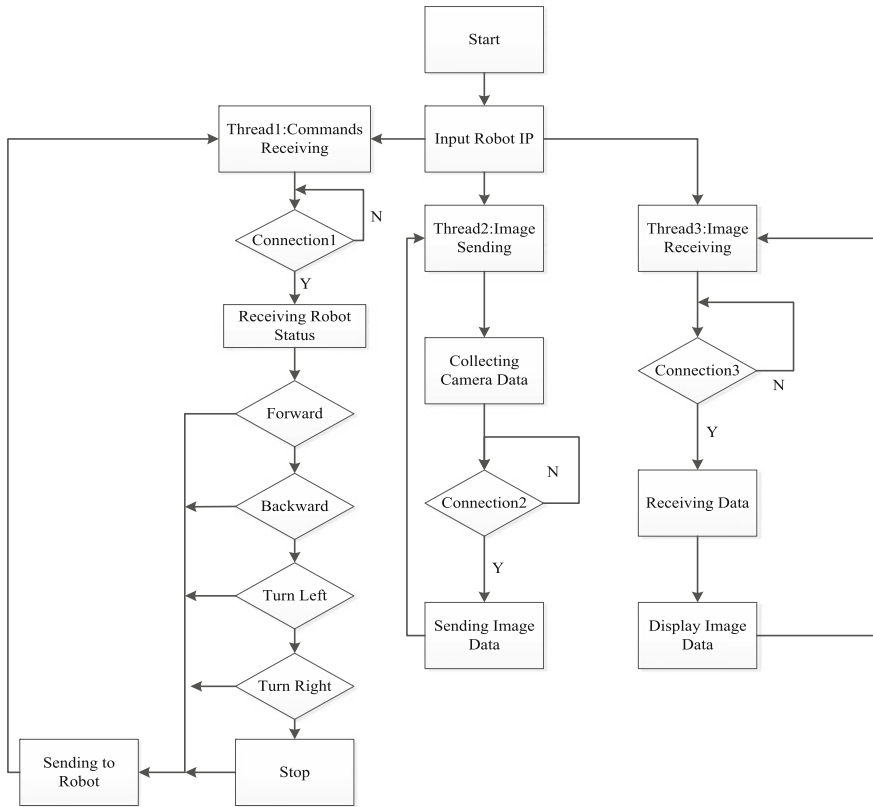 Start
Input Robot IP
Thread1:Commands
Receiving
N
Connection1
Y
Receiving Robot
Status
Forward
Backward
Turn Left
Turn Right
Stop
Sending to
Robot
Thread2:Image
Sending
Collecting
Camera Data
N
Connection2
Y
Sending Image
Data
Thread3:Image
Receiving
Connection3
N
Y
Receiving Data
Display Image
Data